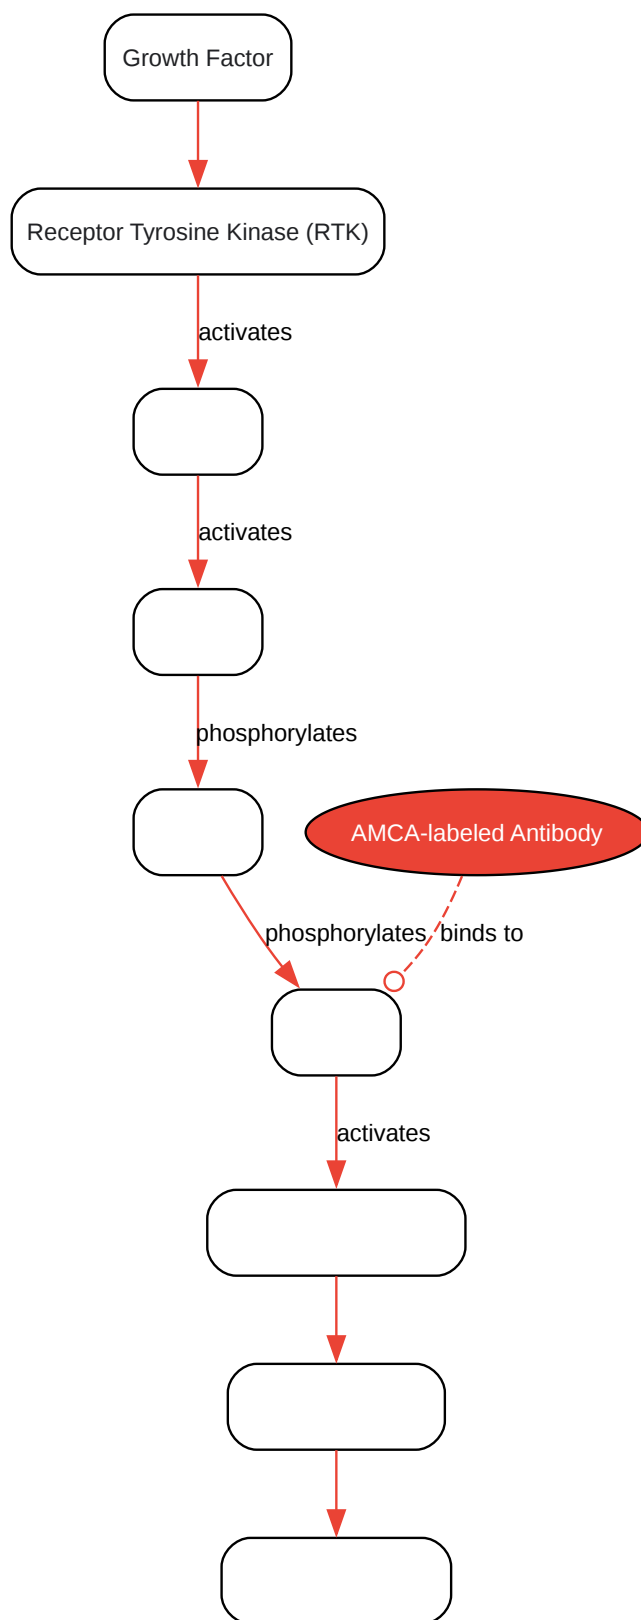 Growth Factor
Receptor Tyrosine Kinase (RTK)
activates
activates
phosphorylates
AMCA-labeled Antibody
phosphorylates
binds to
activates